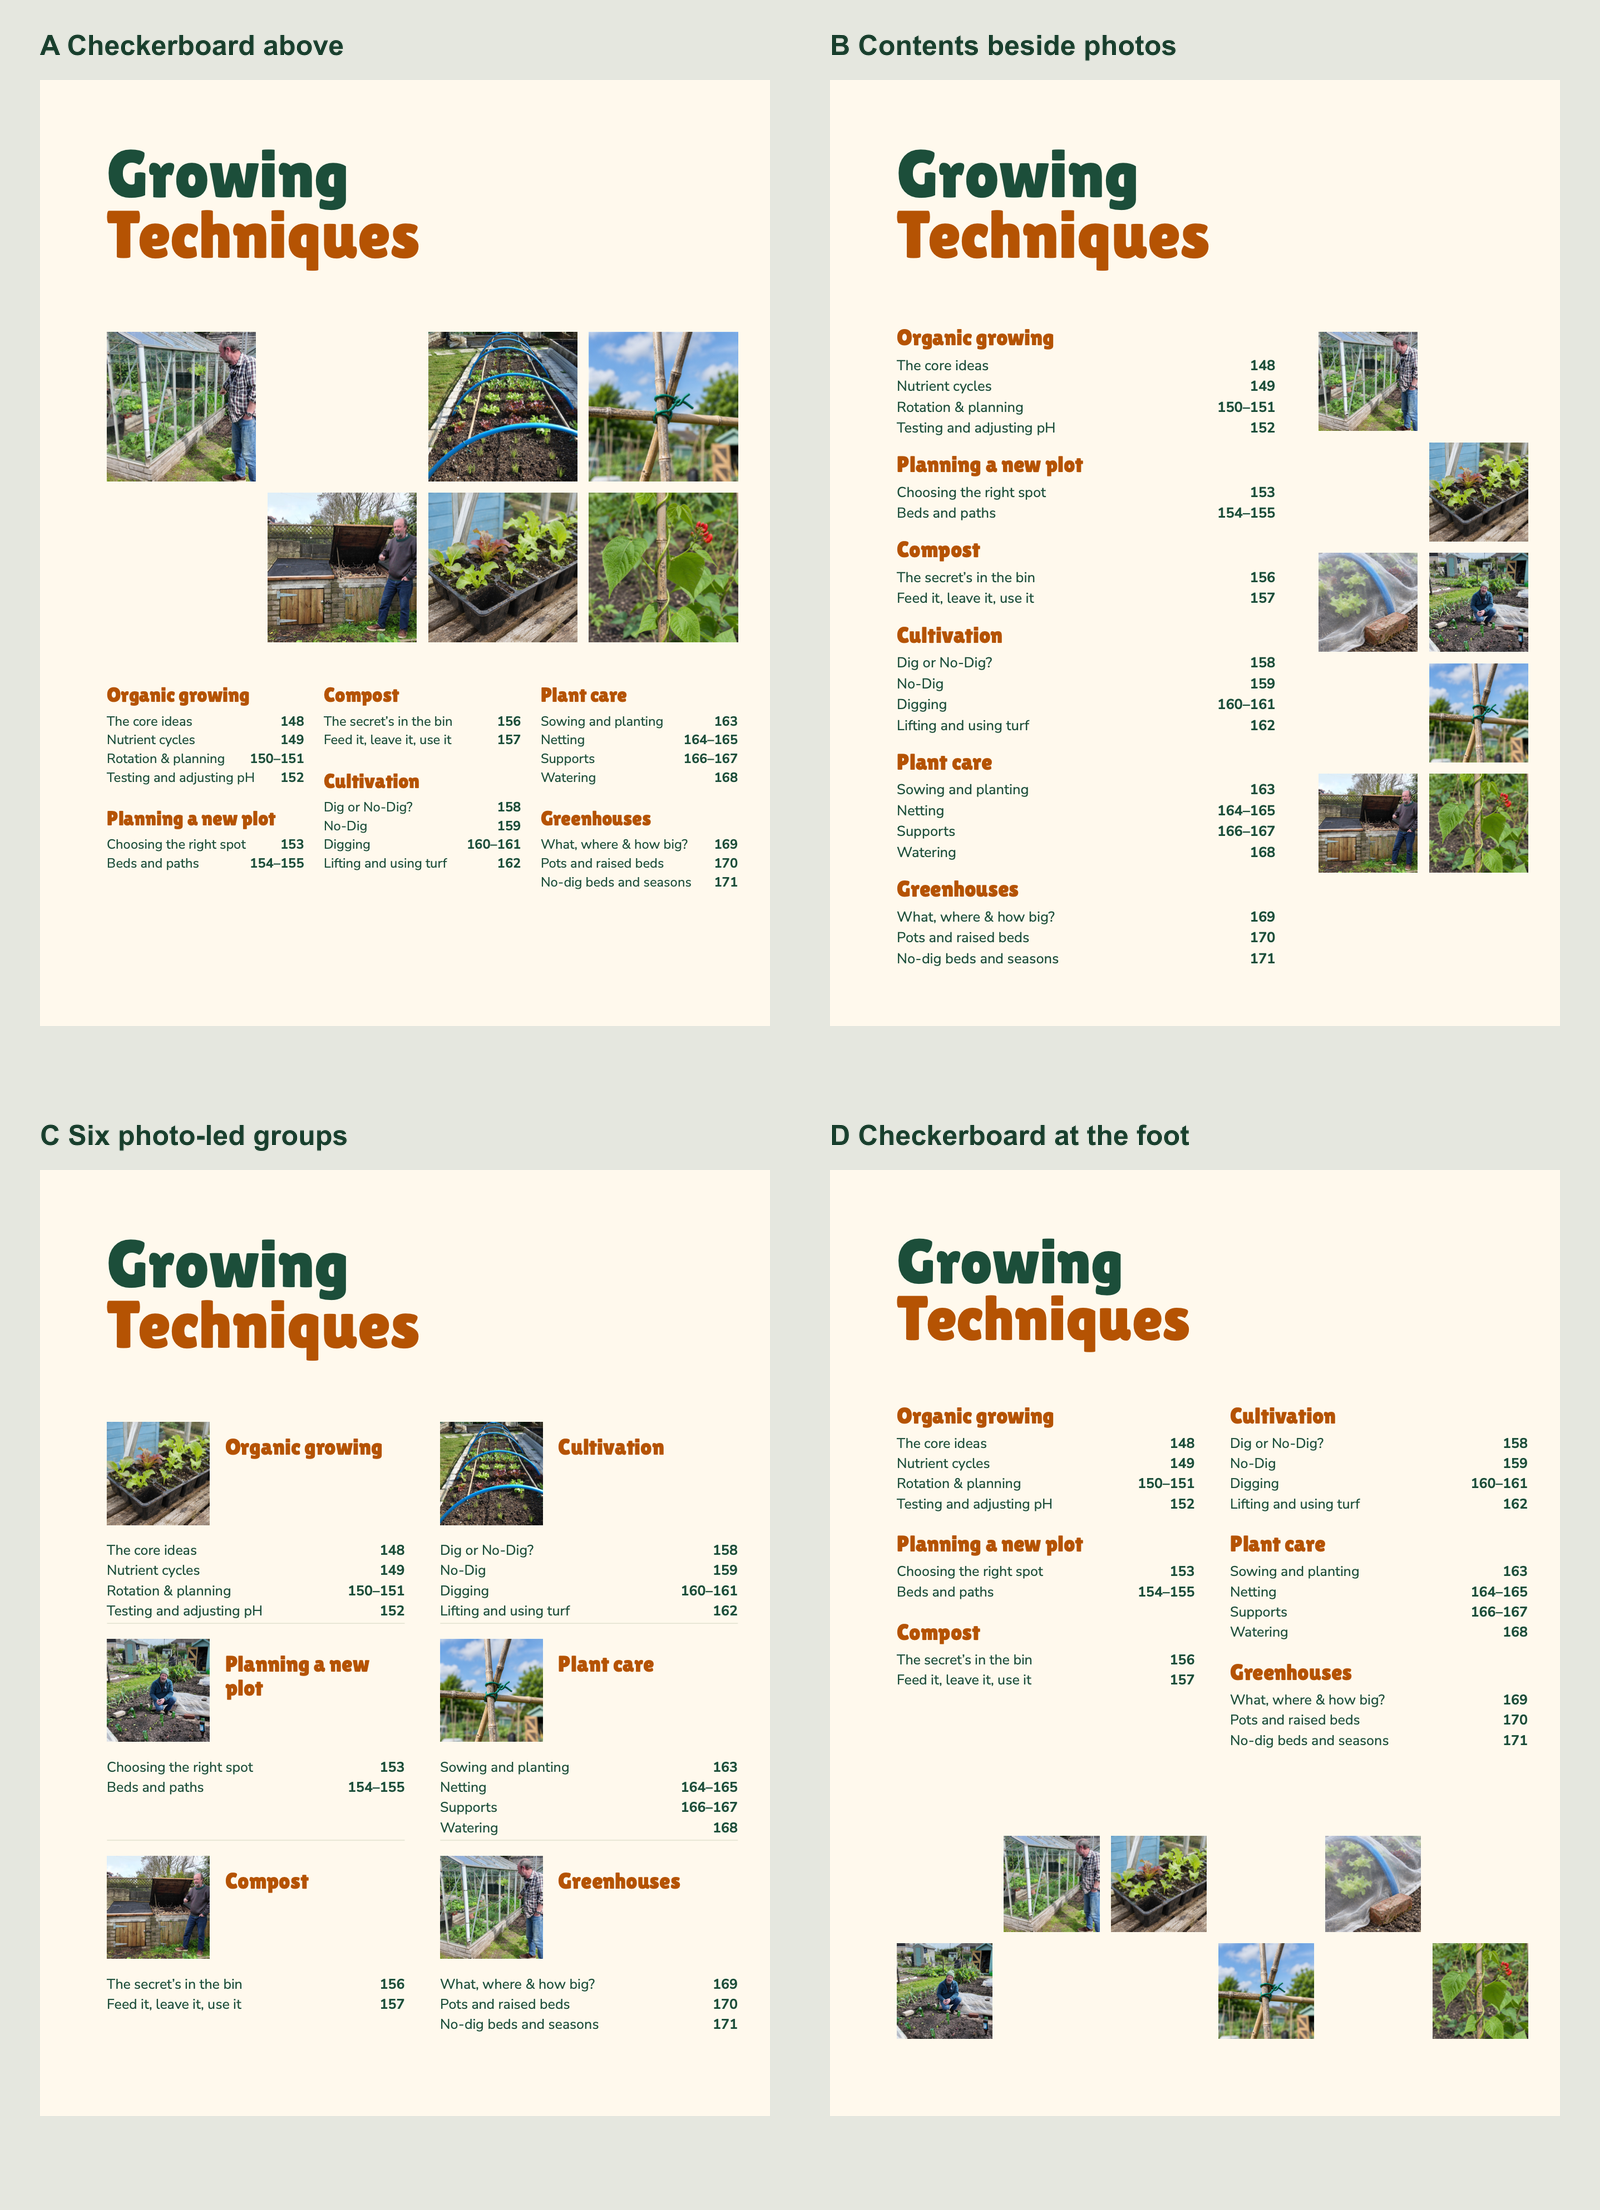 A Checkerboard above
Growing
Techniques
Organic growing
The core ideas 148
Nutrient cycles 149
Rotation & planning 150–151
Testing and adjusting pH 152
Planning a new plot
Choosing the right spot 153
Beds and paths 154–155
Compost
The secret's in the bin 156
Feed it, leave it, use it 157
Cultivation
Dig or No-Dig? 158
No-Dig 159
Digging 160–161
Lifting and using turf 162
Plant care
Sowing and planting 163
Netting 164–165
Supports 166–167
Watering 168
Greenhouses
What, where & how big? 169
Pots and raised beds 170
No-dig beds and seasons 171
B Contents beside photos
Growing
Techniques
Organic growing
The core ideas 148
Nutrient cycles 149
Rotation & planning 150–151
Testing and adjusting pH 152
Planning a new plot
Choosing the right spot 153
Beds and paths 154–155
Compost
The secret's in the bin 156
Feed it, leave it, use it 157
Cultivation
Dig or No-Dig? 158
No-Dig 159
Digging 160–161
Lifting and using turf 162
Plant care
Sowing and planting 163
Netting 164–165
Supports 166–167
Watering 168
Greenhouses
What, where & how big? 169
Pots and raised beds 170
No-dig beds and seasons 171
C Six photo-led groups
Growing
Techniques
Organic growing
The core ideas 148
Nutrient cycles 149
Rotation & planning 150–151
Testing and adjusting pH 152
Planning a new
plot
Choosing the right spot 153
Beds and paths 154–155
Compost
The secret's in the bin 156
Feed it, leave it, use it 157
Cultivation
Dig or No-Dig? 158
No-Dig 159
Digging 160–161
Lifting and using turf 162
Plant care
Sowing and planting 163
Netting 164–165
Supports 166–167
Watering 168
Greenhouses
What, where & how big? 169
Pots and raised beds 170
No-dig beds and seasons 171
D Checkerboard at the foot
Growing
Techniques
Organic growing
The core ideas 148
Nutrient cycles 149
Rotation & planning 150–151
Testing and adjusting pH 152
Planning a new plot
Choosing the right spot 153
Beds and paths 154–155
Compost
The secret's in the bin 156
Feed it, leave it, use it 157
Cultivation
Dig or No-Dig? 158
No-Dig 159
Digging 160–161
Lifting and using turf 162
Plant care
Sowing and planting 163
Netting 164–165
Supports 166–167
Watering 168
Greenhouses
What, where & how big? 169
Pots and raised beds 170
No-dig beds and seasons 171